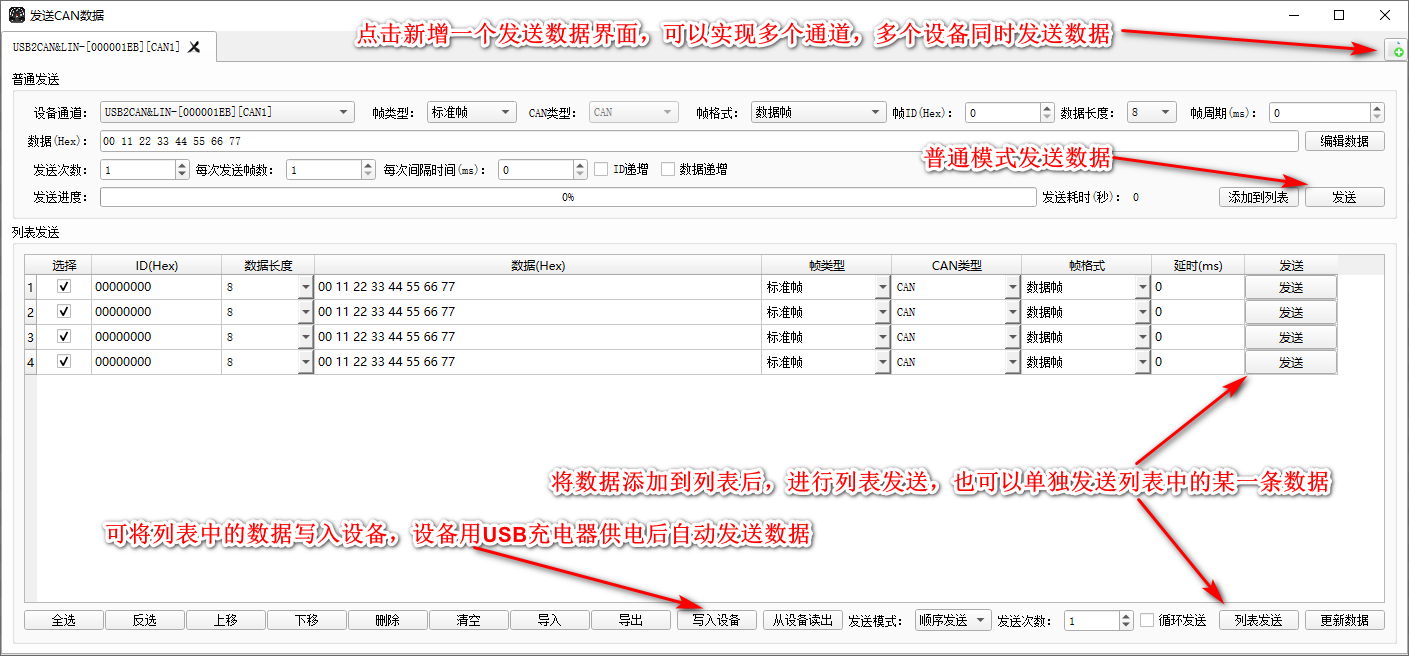 发送CAN数据
USB2CAN&LIN-[000001EB][CAN1]
点击新增一个发送数据界面，可以实现多个通道，多个设备同时发送数据
普通发送
设备通道： USB2CAN&LIN-[000001EB][CAN1] 帧类型： 标准帧 CAN类型： CAN 帧格式： 数据帧 帧ID(Hex)： 0 数据长度： 8 帧周期(ms)： 0
数据(Hex)： 00 11 22 33 44 55 66 77 编辑数据
普通模式发送数据
发送次数： 1 每次发送帧数： 1 每次间隔时间(ms)： 0 ID递增 数据递增
发送进度： 0% 发送耗时(秒)： 0 添加到列表 发送
列表发送
选择 ID(Hex) 数据长度 数据(Hex) 帧类型 CAN类型 帧格式 延时(ms) 发送
1 00000000 8 00 11 22 33 44 55 66 77 标准帧 CAN 数据帧 0 发送
2 00000000 8 00 11 22 33 44 55 66 77 标准帧 CAN 数据帧 0 发送
3 00000000 8 00 11 22 33 44 55 66 77 标准帧 CAN 数据帧 0 发送
4 00000000 8 00 11 22 33 44 55 66 77 标准帧 CAN 数据帧 0 发送
将数据添加到列表后，进行列表发送，也可以单独发送列表中的某一条数据
可将列表中的数据写入设备，设备用USB充电器供电后自动发送数据
全选 反选 上移 下移 删除 清空 导入 导出 写入设备 从设备读出 发送模式： 顺序发送 发送次数： 1 循环发送 列表发送 更新数据